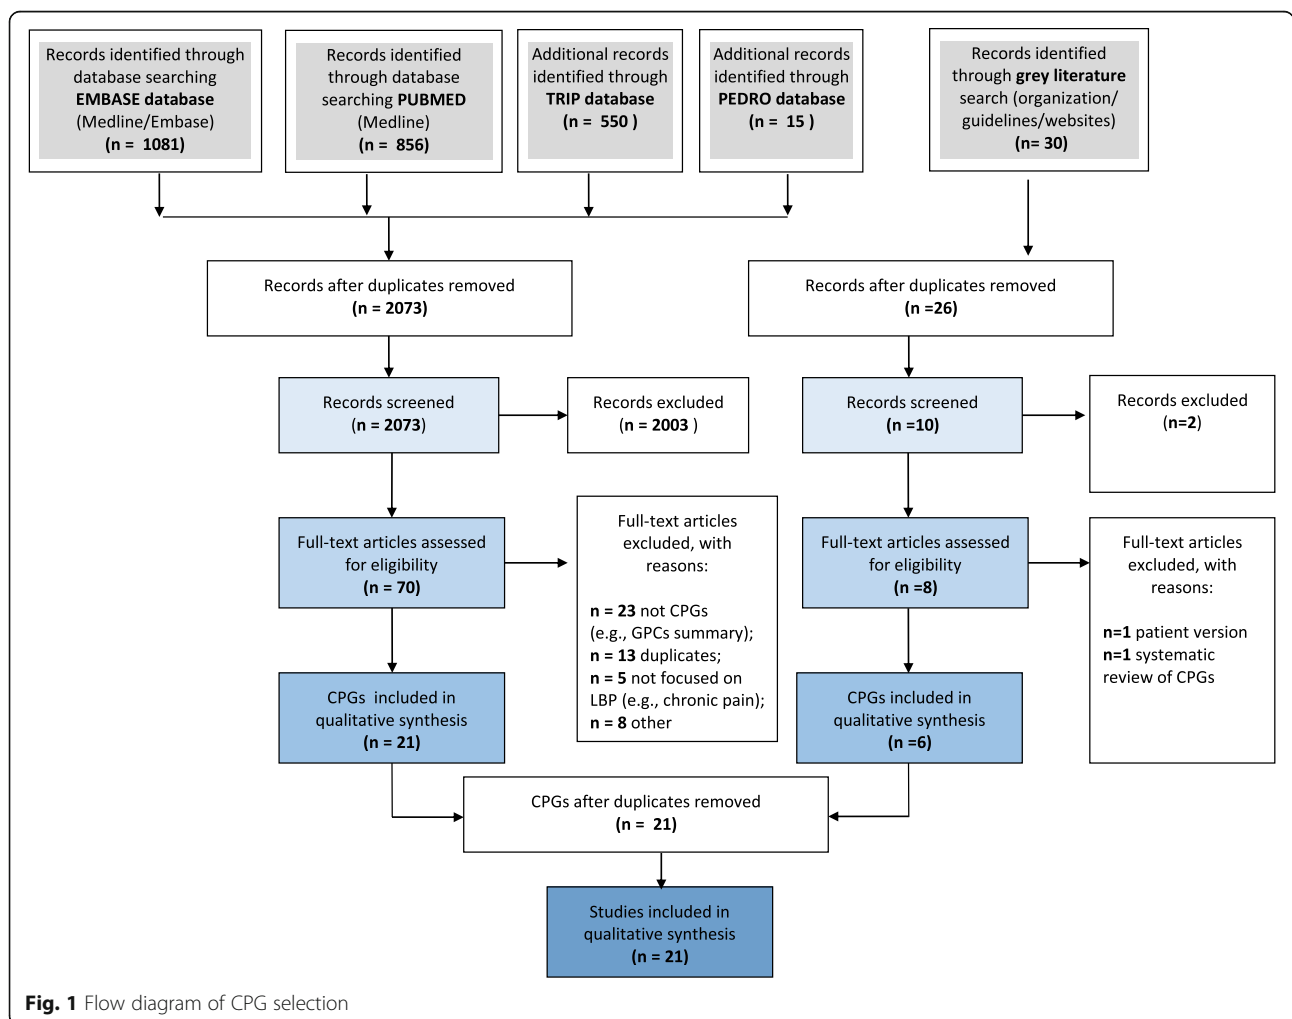 Records identified through
database searching
EMBASE database
(Medline/Embase)
(n = 1081)
Records identified
through database
searching PUBMED
(Medline)
(n = 856)
Additional records
identified through
TRIP database
(n = 550 )
Additional records
identified through
PEDRO database
(n = 15 )
Records identified
through grey literature
search (organization/
guidelines/websites)
(n= 30)
Records after duplicates removed
(n = 2073)
Records after duplicates removed
(n =26)
Records screened
(n = 2073)
Records excluded
(n = 2003 )
Records screened
(n =10)
Records excluded
(n=2)
Full-text articles assessed
for eligibility
(n = 70)
Full-text articles
excluded, with
reasons:
n = 23 not CPGs
(e.g., GPCs summary);
n = 13 duplicates;
n = 5 not focused on
LBP (e.g., chronic pain);
n = 8 other
Full-text articles assessed
for eligibility
(n =8)
Full-text articles
excluded, with
reasons:
n=1 patient version
n=1 systematic
review of CPGs
CPGs included in
qualitative synthesis
(n = 21)
CPGs included in
qualitative synthesis
(n =6)
CPGs after duplicates removed
(n = 21)
Studies included in
qualitative synthesis
(n = 21)
Fig. 1 Flow diagram of CPG selection